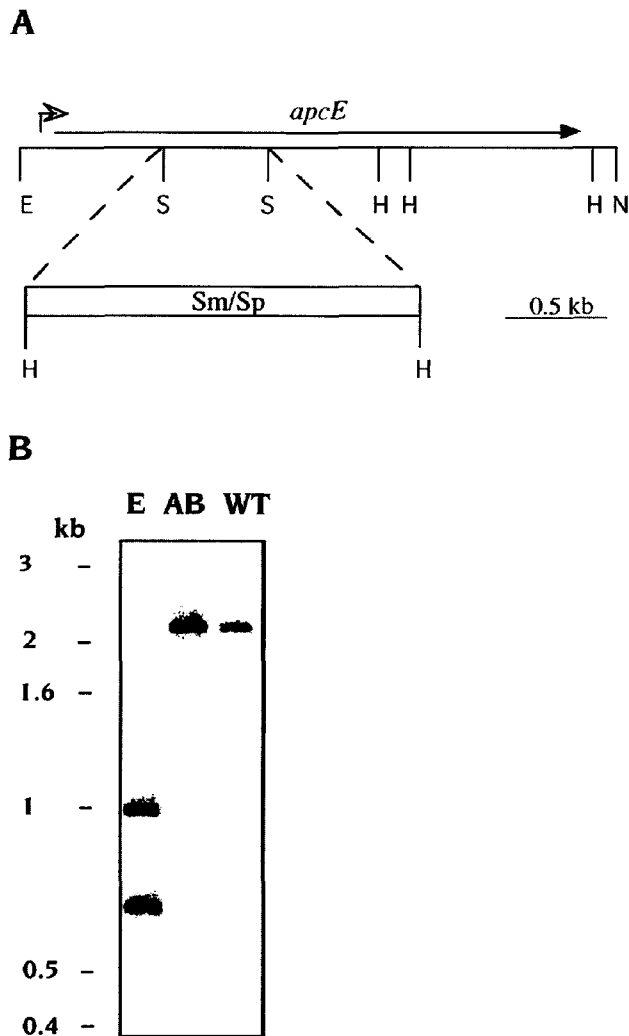 A
apcE
E S S H H H N
Sm/Sp
0.5 kb
H H
B
E AB WT
kb
3 -
2 -
1.6 -
1 -
0.5 -
0.4 -